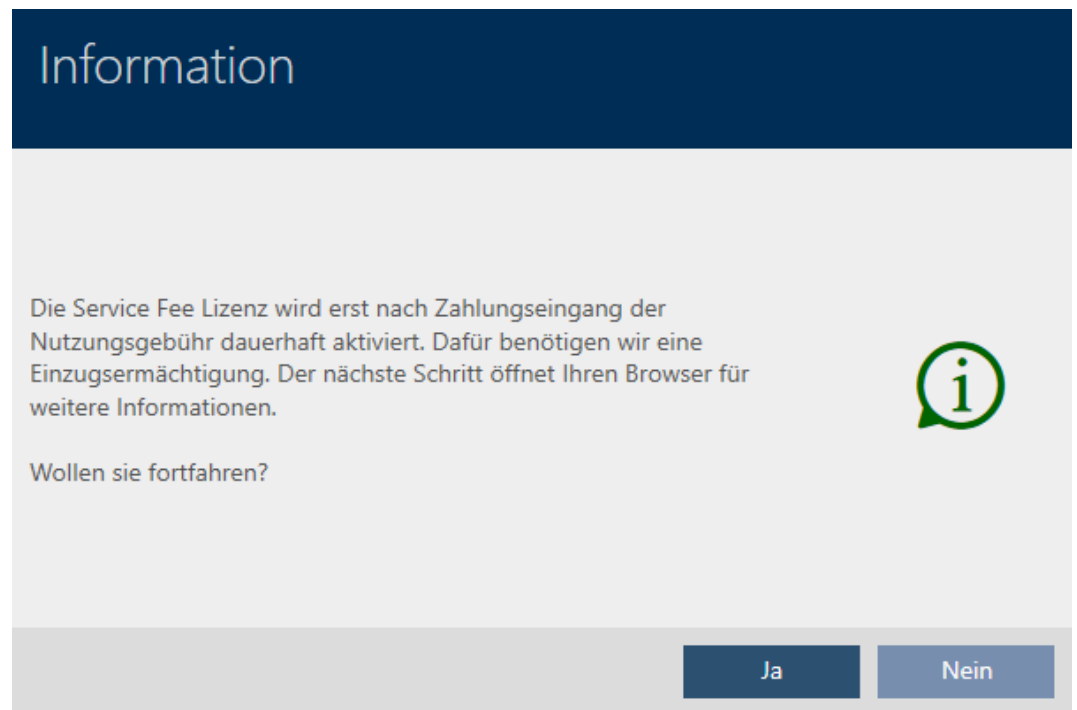 Information
Die Service Fee Lizenz wird erst nach Zahlungseingang der
Nutzungsgebühr dauerhaft aktiviert. Dafür benötigen wir eine
Einzugsermächtigung. Der nächste Schritt öffnet Ihren Browser für
weitere Informationen.
Wollen sie fortfahren?
Ja
Nein